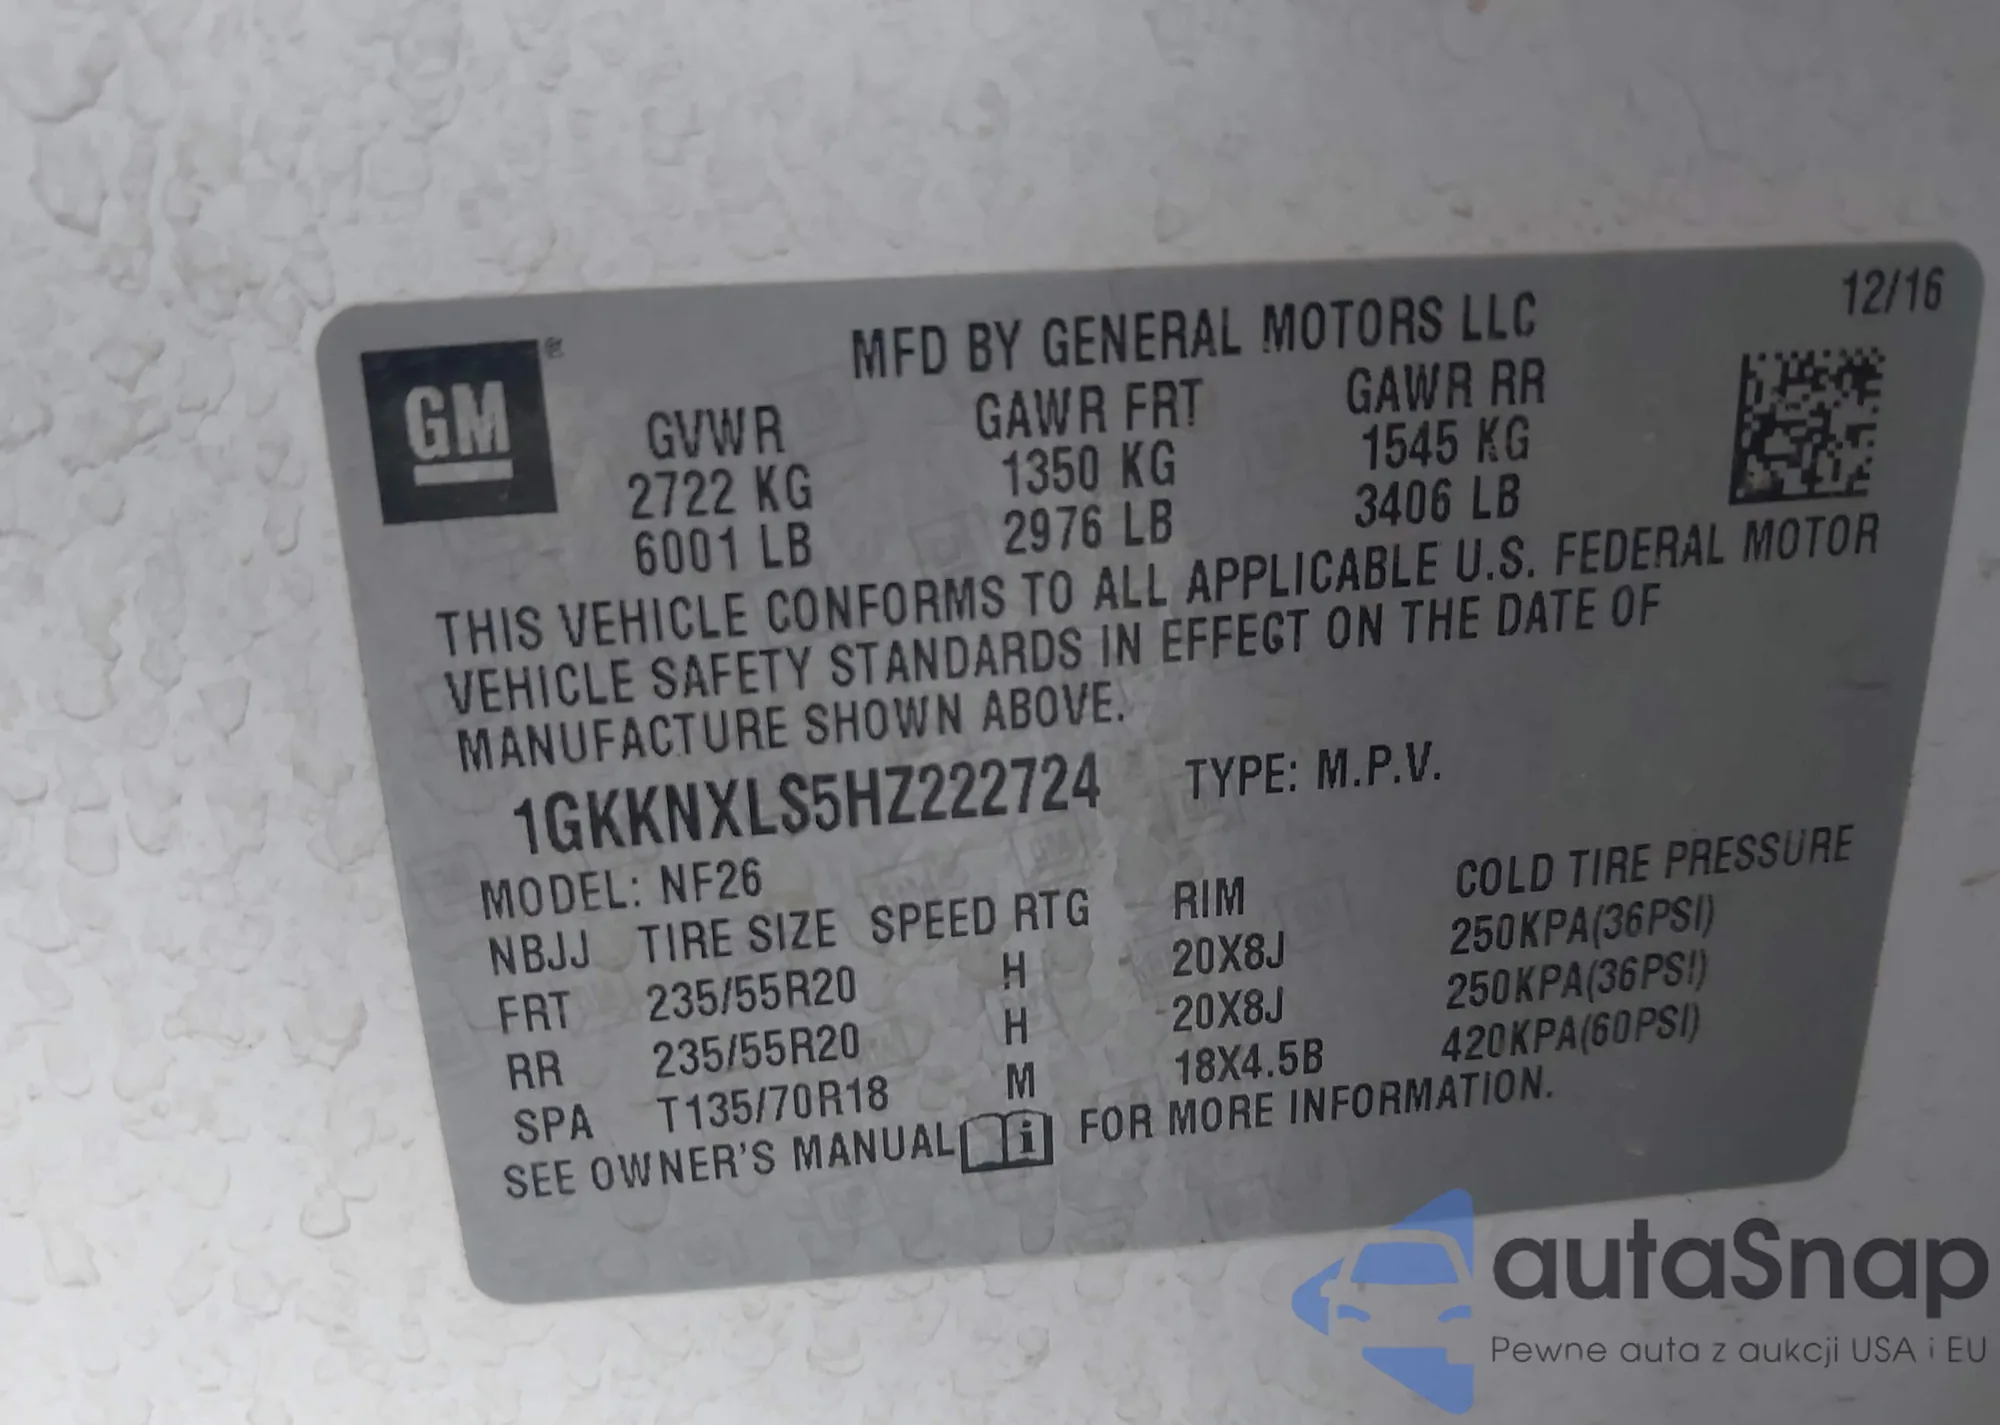 12/16
MFD BY GENERAL MOTORS LLC
GM
GVWR GAWR FRT GAWR RR
2722 KG 1350 KG 1545 KG
6001 LB 2976 LB 3406 LB
THIS VEHICLE CONFORMS TO ALL APPLICABLE U.S. FEDERAL MOTOR
VEHICLE SAFETY STANDARDS IN EFFECT ON THE DATE OF
MANUFACTURE SHOWN ABOVE.
1GKKNXLS5HZ222724 TYPE: M.P.V.
MODEL: NF26
NBJJ TIRE SIZE SPEED RTG RIM COLD TIRE PRESSURE
FRT 235/55R20 H 20X8J 250KPA(36PSI)
RR 235/55R20 H 20X8J 250KPA(36PSI)
SPA T135/70R18 M 18X4.5B 420KPA(60PSI)
SEE OWNER'S MANUAL i FOR MORE INFORMATION.
autaSnap
Pewne auta z aukcji USA i EU